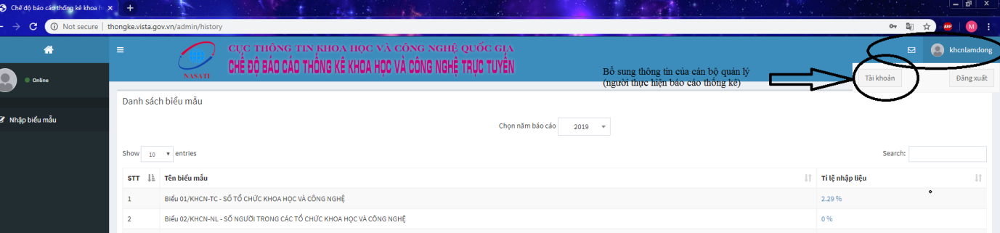 Chế độ báo cáo thống kê khoa h
Not secure | thongke.vista.gov.vn/admin/history
ABP
M
NASATI
CỤC THÔNG TIN KHOA HỌC VÀ CÔNG NGHỆ QUỐC GIA
CHẾ ĐỘ BÁO CÁO THỐNG KÊ KHOA HỌC VÀ CÔNG NGHỆ TRỰC TUYẾN
khcnlamdong
Online
Bổ sung thông tin của cán bộ quản lý
(người thực hiện báo cáo thống kê)
Tài khoản
Đăng xuất
Nhập biểu mẫu
Danh sách biểu mẫu
Chọn năm báo cáo 2019
Show 10 entries
Search:
STT Tên biểu mẫu Tỉ lệ nhập liệu
1 Biểu 01/KHCN-TC - SỐ TỔ CHỨC KHOA HỌC VÀ CÔNG NGHỆ 2.29 %
2 Biểu 02/KHCN-NL - SỐ NGƯỜI TRONG CÁC TỔ CHỨC KHOA HỌC VÀ CÔNG NGHỆ 0 %